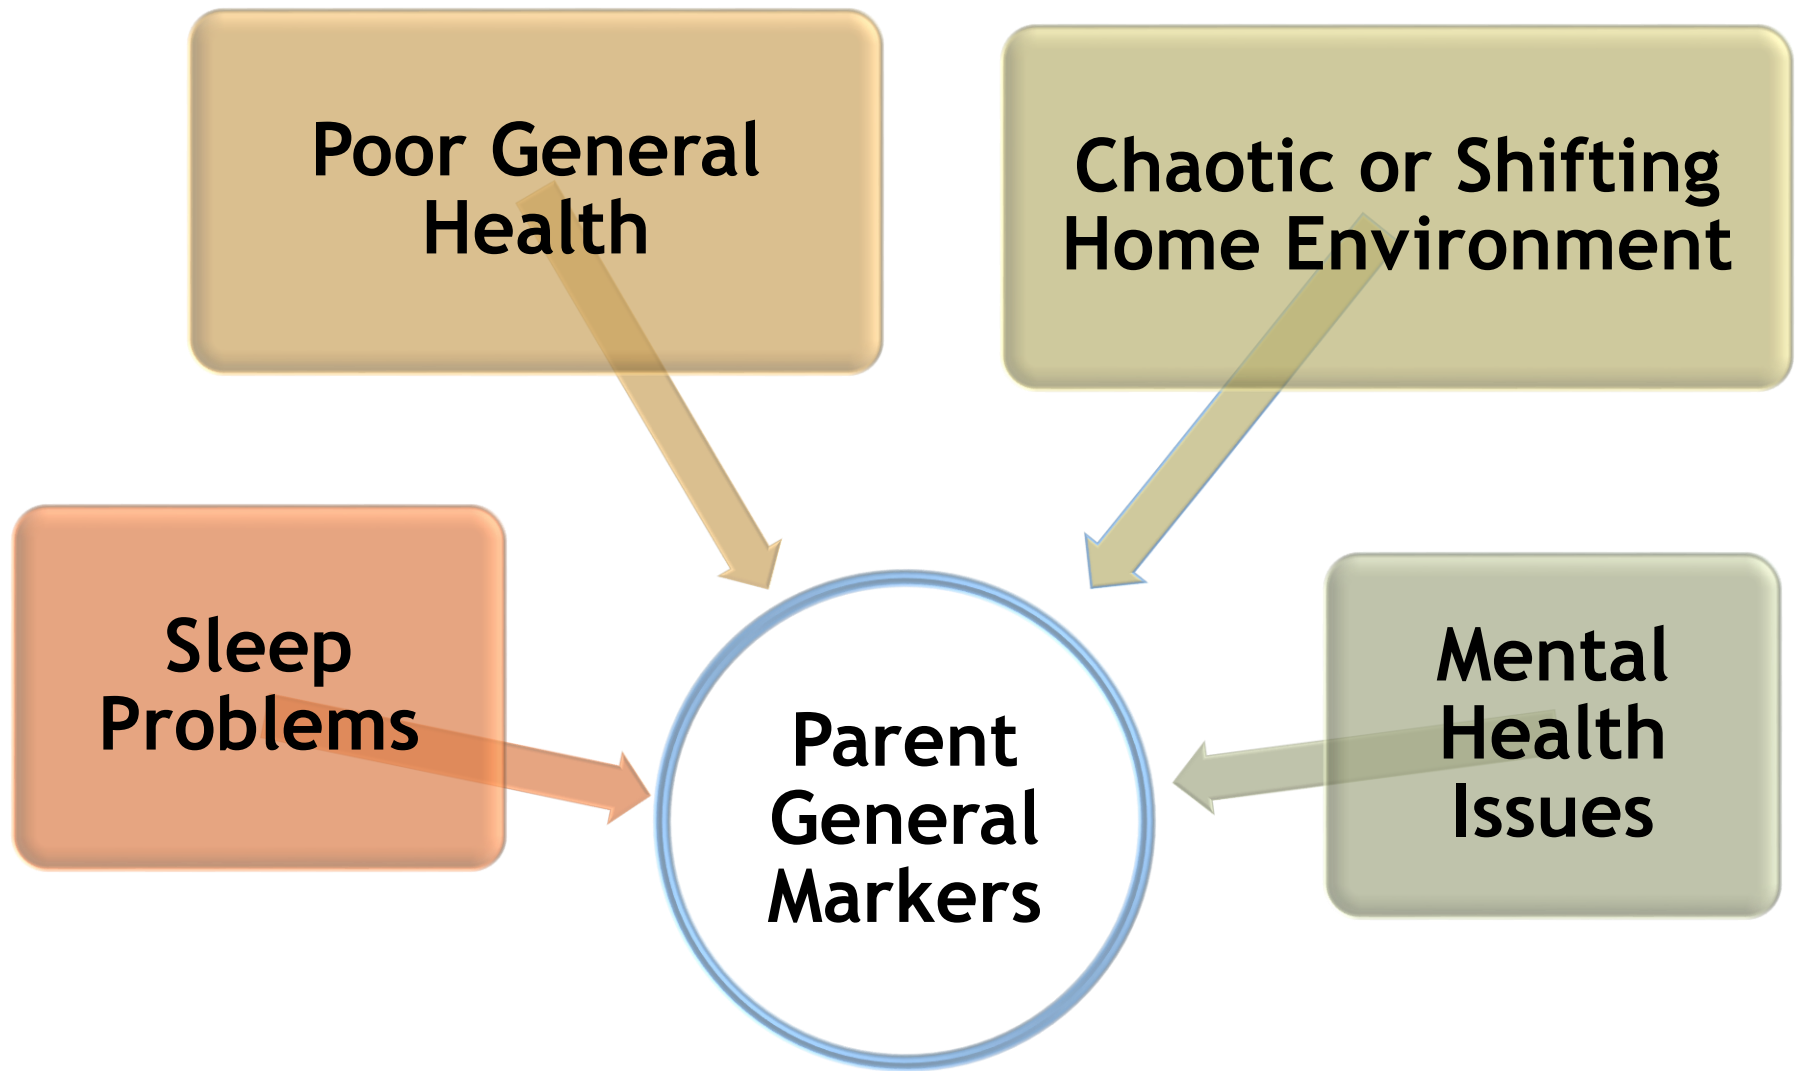 Poor General
Health
Chaotic or Shifting
Home Environment
Sleep
Problems
Mental
Health
Issues
Parent
General
Markers